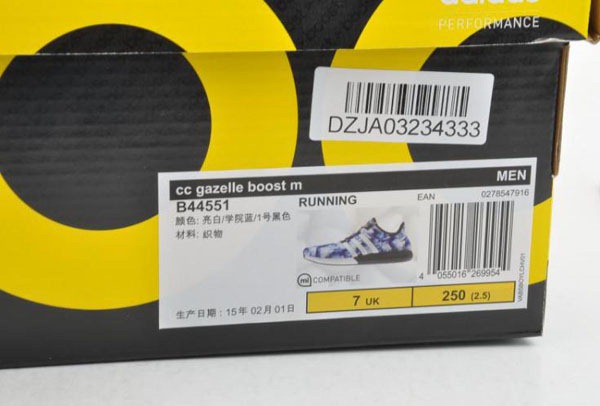 adidas
PERFORMANCE
DZJA03234333
cc gazelle boost m MEN
B44551 RUNNING EAN 0278547916
颜色: 亮白/学院蓝/1号黑色
材料: 织物
mi COMPATIBLE
4 055016 269954
7 UK 250 (2.5)
生产日期: 15年 02月 01日